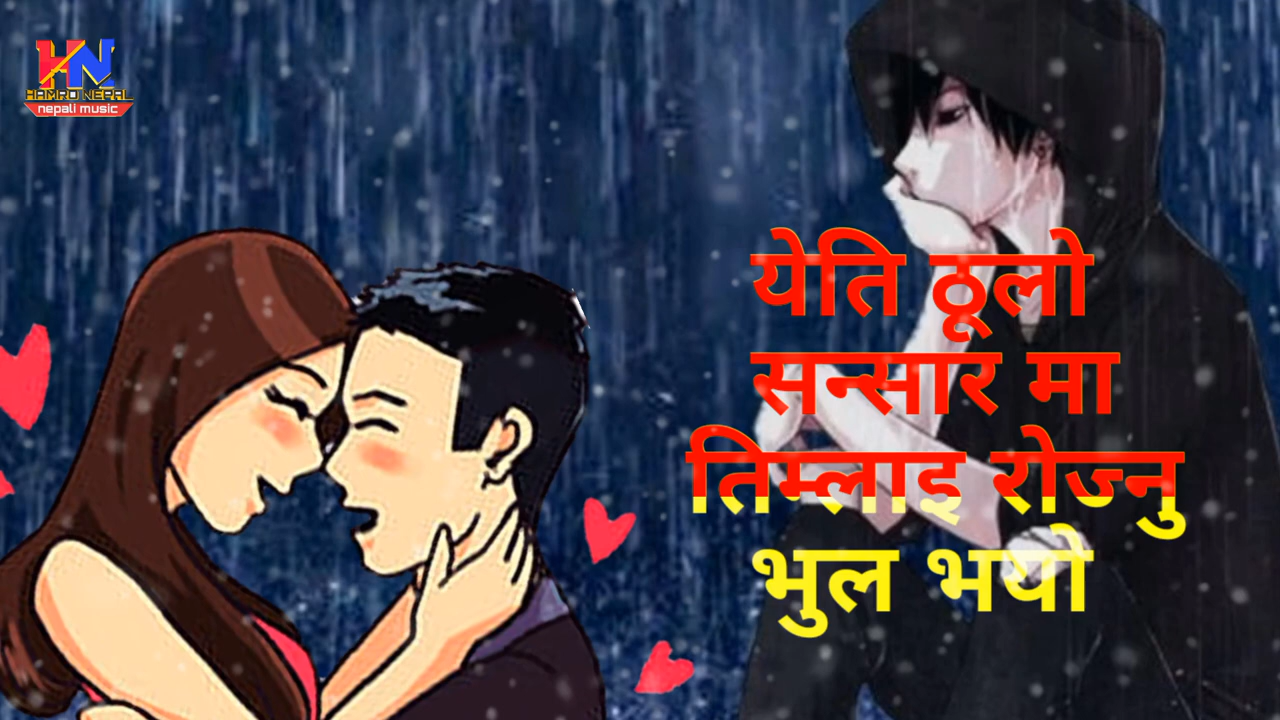 HN
HAMRO NEPAL
nepali music
येति ठूलो
सन्सार मा
तिम्लाइ रोज्नु
भुल भयो